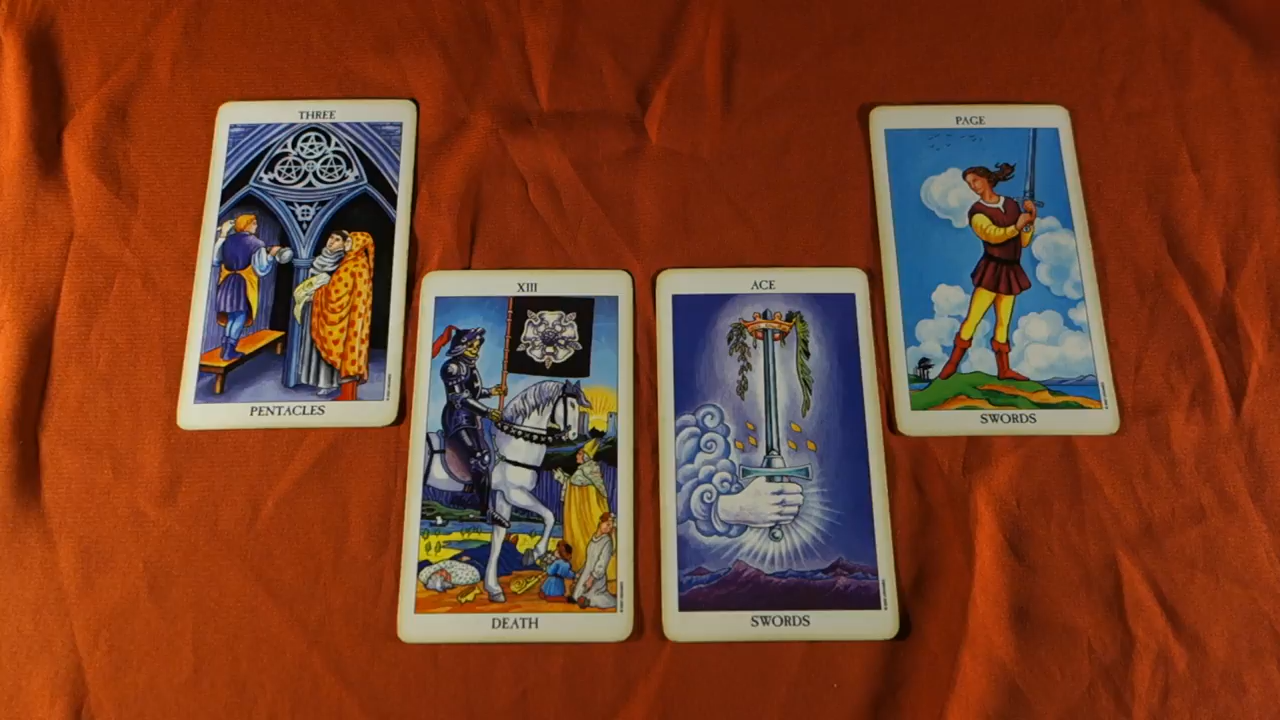 THREE
PENTACLES
XIII
DEATH
ACE
SWORDS
PAGE
SWORDS